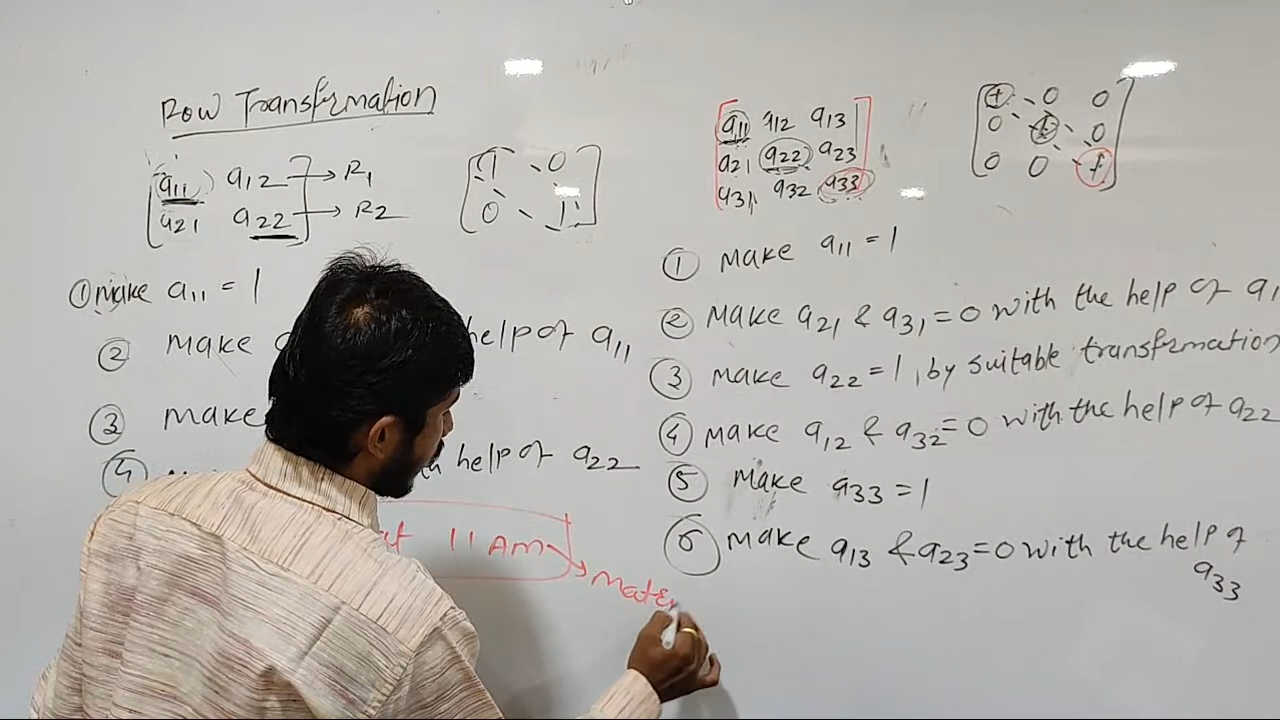 Row Transformation
a11 a12 → R1
a21 a22 → R2
1 0
0 1
① make a11 = 1
② make help of a11
③ make
④ help of a22
at 11 AM → mate
a11 a12 a13
a21 a22 a23
a31 a32 a33
1 0 0
0 1 0
0 0 1
① make a11 = 1
② make a21 & a31 = 0 with the help of a1
③ make a22 = 1, by suitable transformation
④ make a12 & a32 = 0 with the help of a22
⑤ make a33 = 1
⑥ make a13 & a23 = 0 with the help of
a33